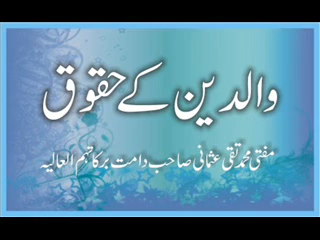 والدین کے حقوق
مفتی محمد تقی عثمانی صاحب دامت برکاتہم العالیہ